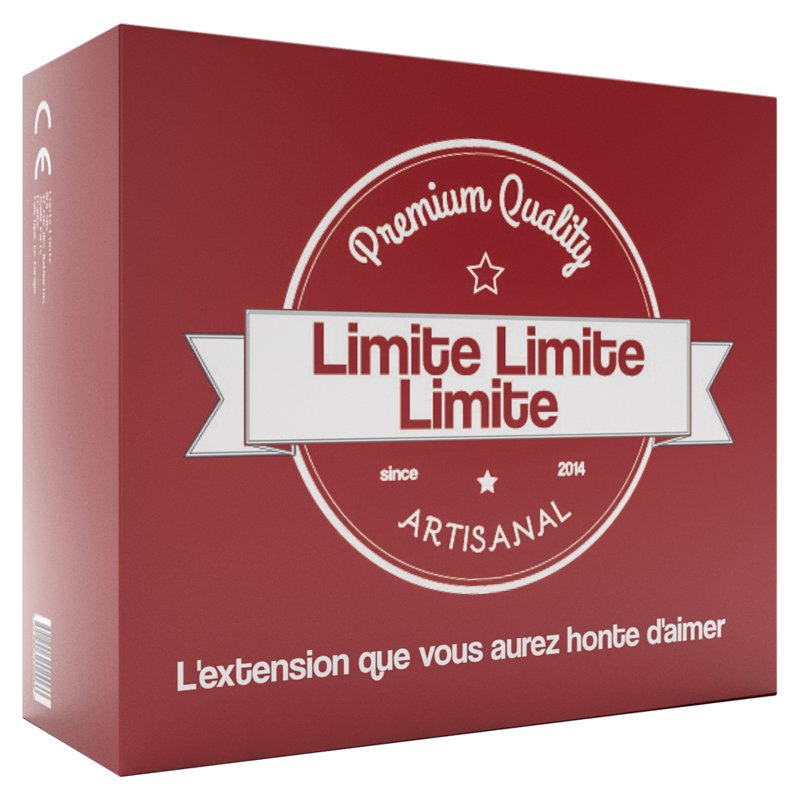 Premium Quality
Limite Limite
Limite
since 2014
ARTISANAL
L'extension que vous aurez honte d'aimer
CE